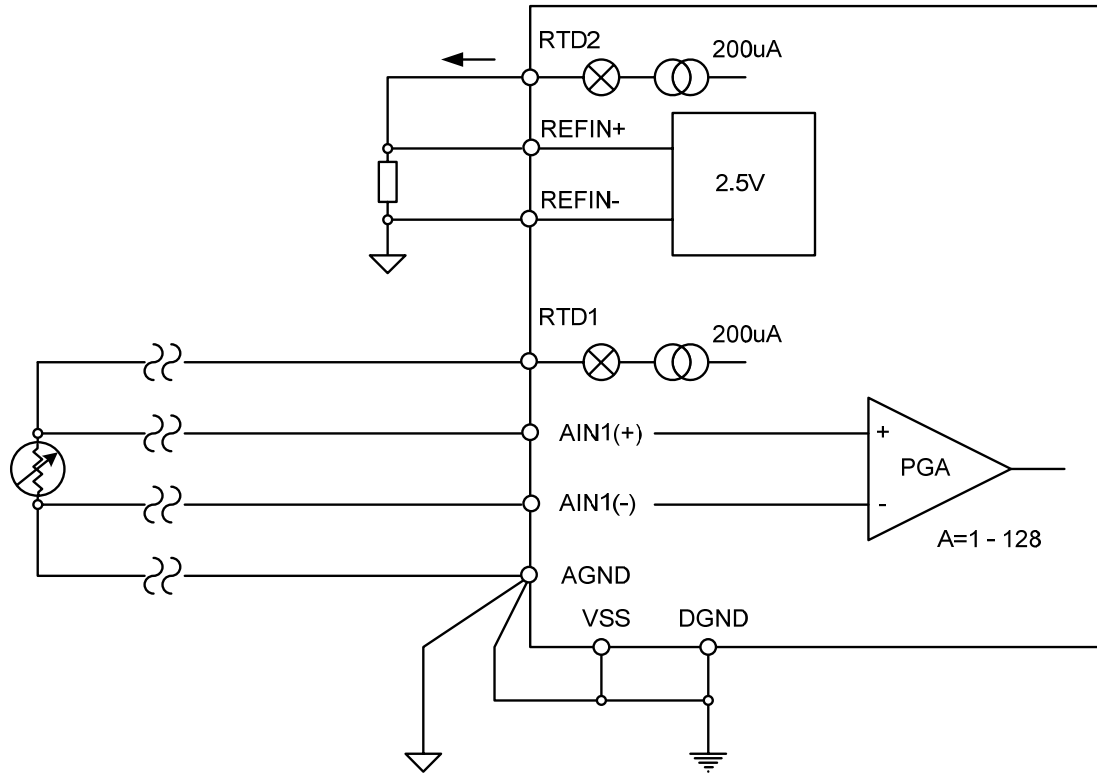 RTD2
200uA
REFIN+
2.5V
REFIN-
RTD1
200uA
AIN1(+)
+
PGA
AIN1(-)
-
A=1 - 128
AGND
VSS
DGND